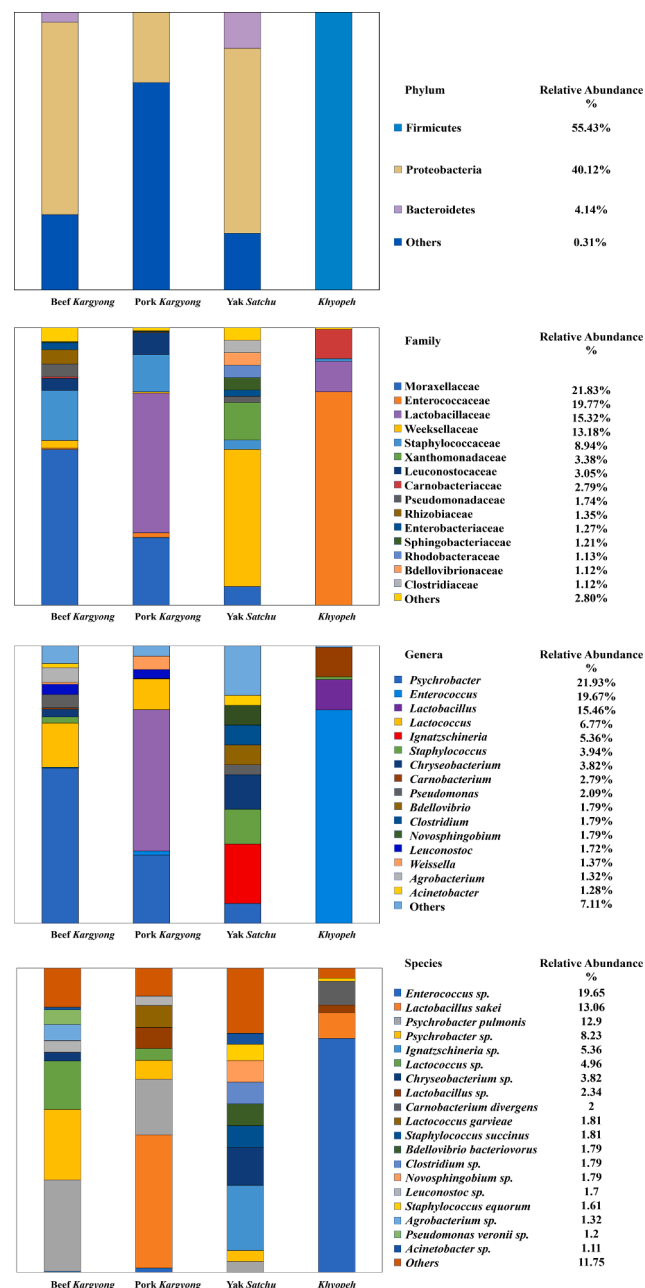 Phylum Relative Abundance
%
Firmicutes 55.43%
Proteobacteria 40.12%
Bacteroidetes 4.14%
Others 0.31%
Beef Kargyong Pork Kargyong Yak Satchu Khyopeh
Family Relative Abundance
%
Moraxellaceae 21.83%
Enterococcaceae 19.77%
Lactobacillaceae 15.32%
Weeksellaceae 13.18%
Staphylococcaceae 8.94%
Xanthomonadaceae 3.38%
Leuconostocaceae 3.05%
Carnobacteriaceae 2.79%
Pseudomonadaceae 1.74%
Rhizobiaceae 1.35%
Enterobacteriaceae 1.27%
Sphingobacteriaceae 1.21%
Rhodobacteraceae 1.13%
Bdellovibrionaceae 1.12%
Clostridiaceae 1.12%
Others 2.80%
Beef Kargyong Pork Kargyong Yak Satchu Khyopeh
Genera Relative Abundance
%
Psychrobacter 21.93%
Enterococcus 19.67%
Lactobacillus 15.46%
Lactococcus 6.77%
Ignatzschineria 5.36%
Staphylococcus 3.94%
Chryseobacterium 3.82%
Carnobacterium 2.79%
Pseudomonas 2.09%
Bdellovibrio 1.79%
Clostridium 1.79%
Novosphingobium 1.79%
Leuconostoc 1.72%
Weissella 1.37%
Agrobacterium 1.32%
Acinetobacter 1.28%
Others 7.11%
Beef Kargyong Pork Kargyong Yak Satchu Khyopeh
Species Relative Abundance
%
Enterococcus sp. 19.65
Lactobacillus sakei 13.06
Psychrobacter pulmonis 12.9
Psychrobacter sp. 8.23
Ignatzschineria sp. 5.36
Lactococcus sp. 4.96
Chryseobacterium sp. 3.82
Lactobacillus sp. 2.34
Carnobacterium divergens 2
Lactococcus garvieae 1.81
Staphylococcus succinus 1.81
Bdellovibrio bacteriovorus 1.79
Clostridium sp. 1.79
Novosphingobium sp. 1.79
Leuconostoc sp. 1.7
Staphylococcus equorum 1.61
Agrobacterium sp. 1.32
Pseudomonas veronii sp. 1.2
Acinetobacter sp. 1.11
Others 11.75
Beef Kargyong Pork Kargyong Yak Satchu Khyopeh